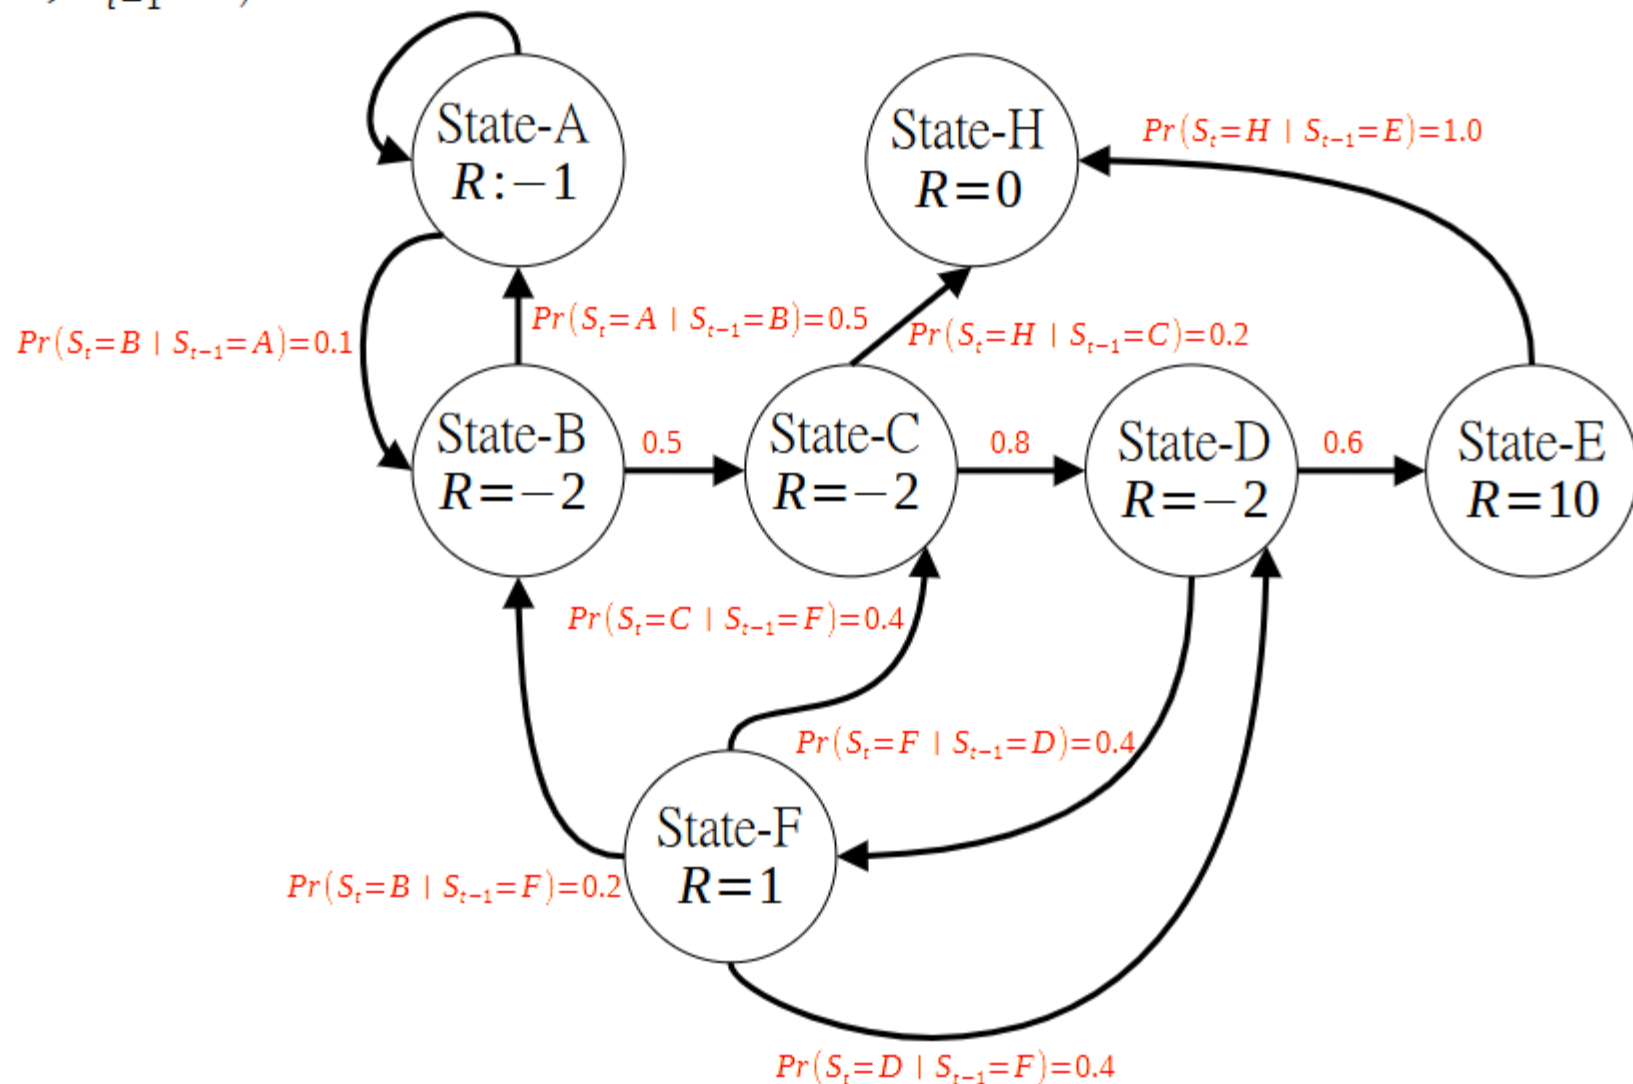 State-A
R:−1
State-H
R=0
Pr(Sₜ=H | Sₜ₋₁=E)=1.0
Pr(Sₜ=B | Sₜ₋₁=A)=0.1
Pr(Sₜ=A | Sₜ₋₁=B)=0.5
Pr(Sₜ=H | Sₜ₋₁=C)=0.2
State-B
R=−2
0.5
State-C
R=−2
0.8
State-D
R=−2
0.6
State-E
R=10
Pr(Sₜ=C | Sₜ₋₁=F)=0.4
Pr(Sₜ=F | Sₜ₋₁=D)=0.4
State-F
R=1
Pr(Sₜ=B | Sₜ₋₁=F)=0.2
Pr(Sₜ=D | Sₜ₋₁=F)=0.4